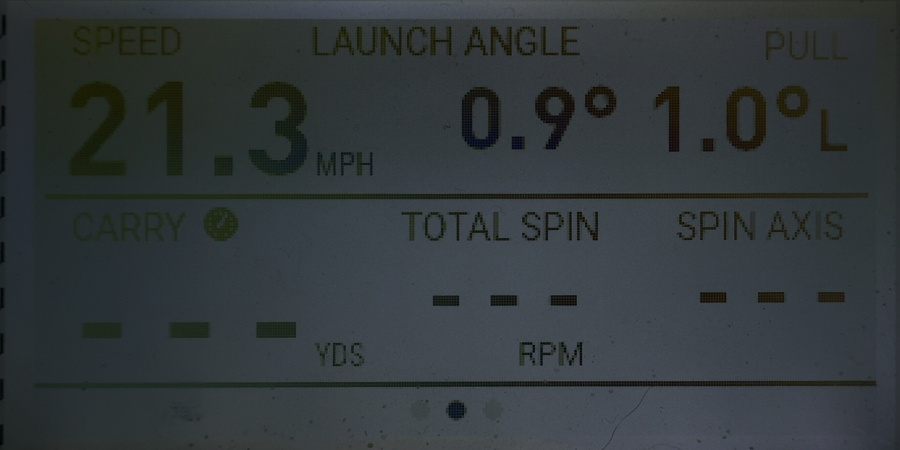 SPEED LAUNCH ANGLE PULL
21.3 MPH 0.9° 1.0° L
CARRY TOTAL SPIN SPIN AXIS
--- YDS --- RPM ---